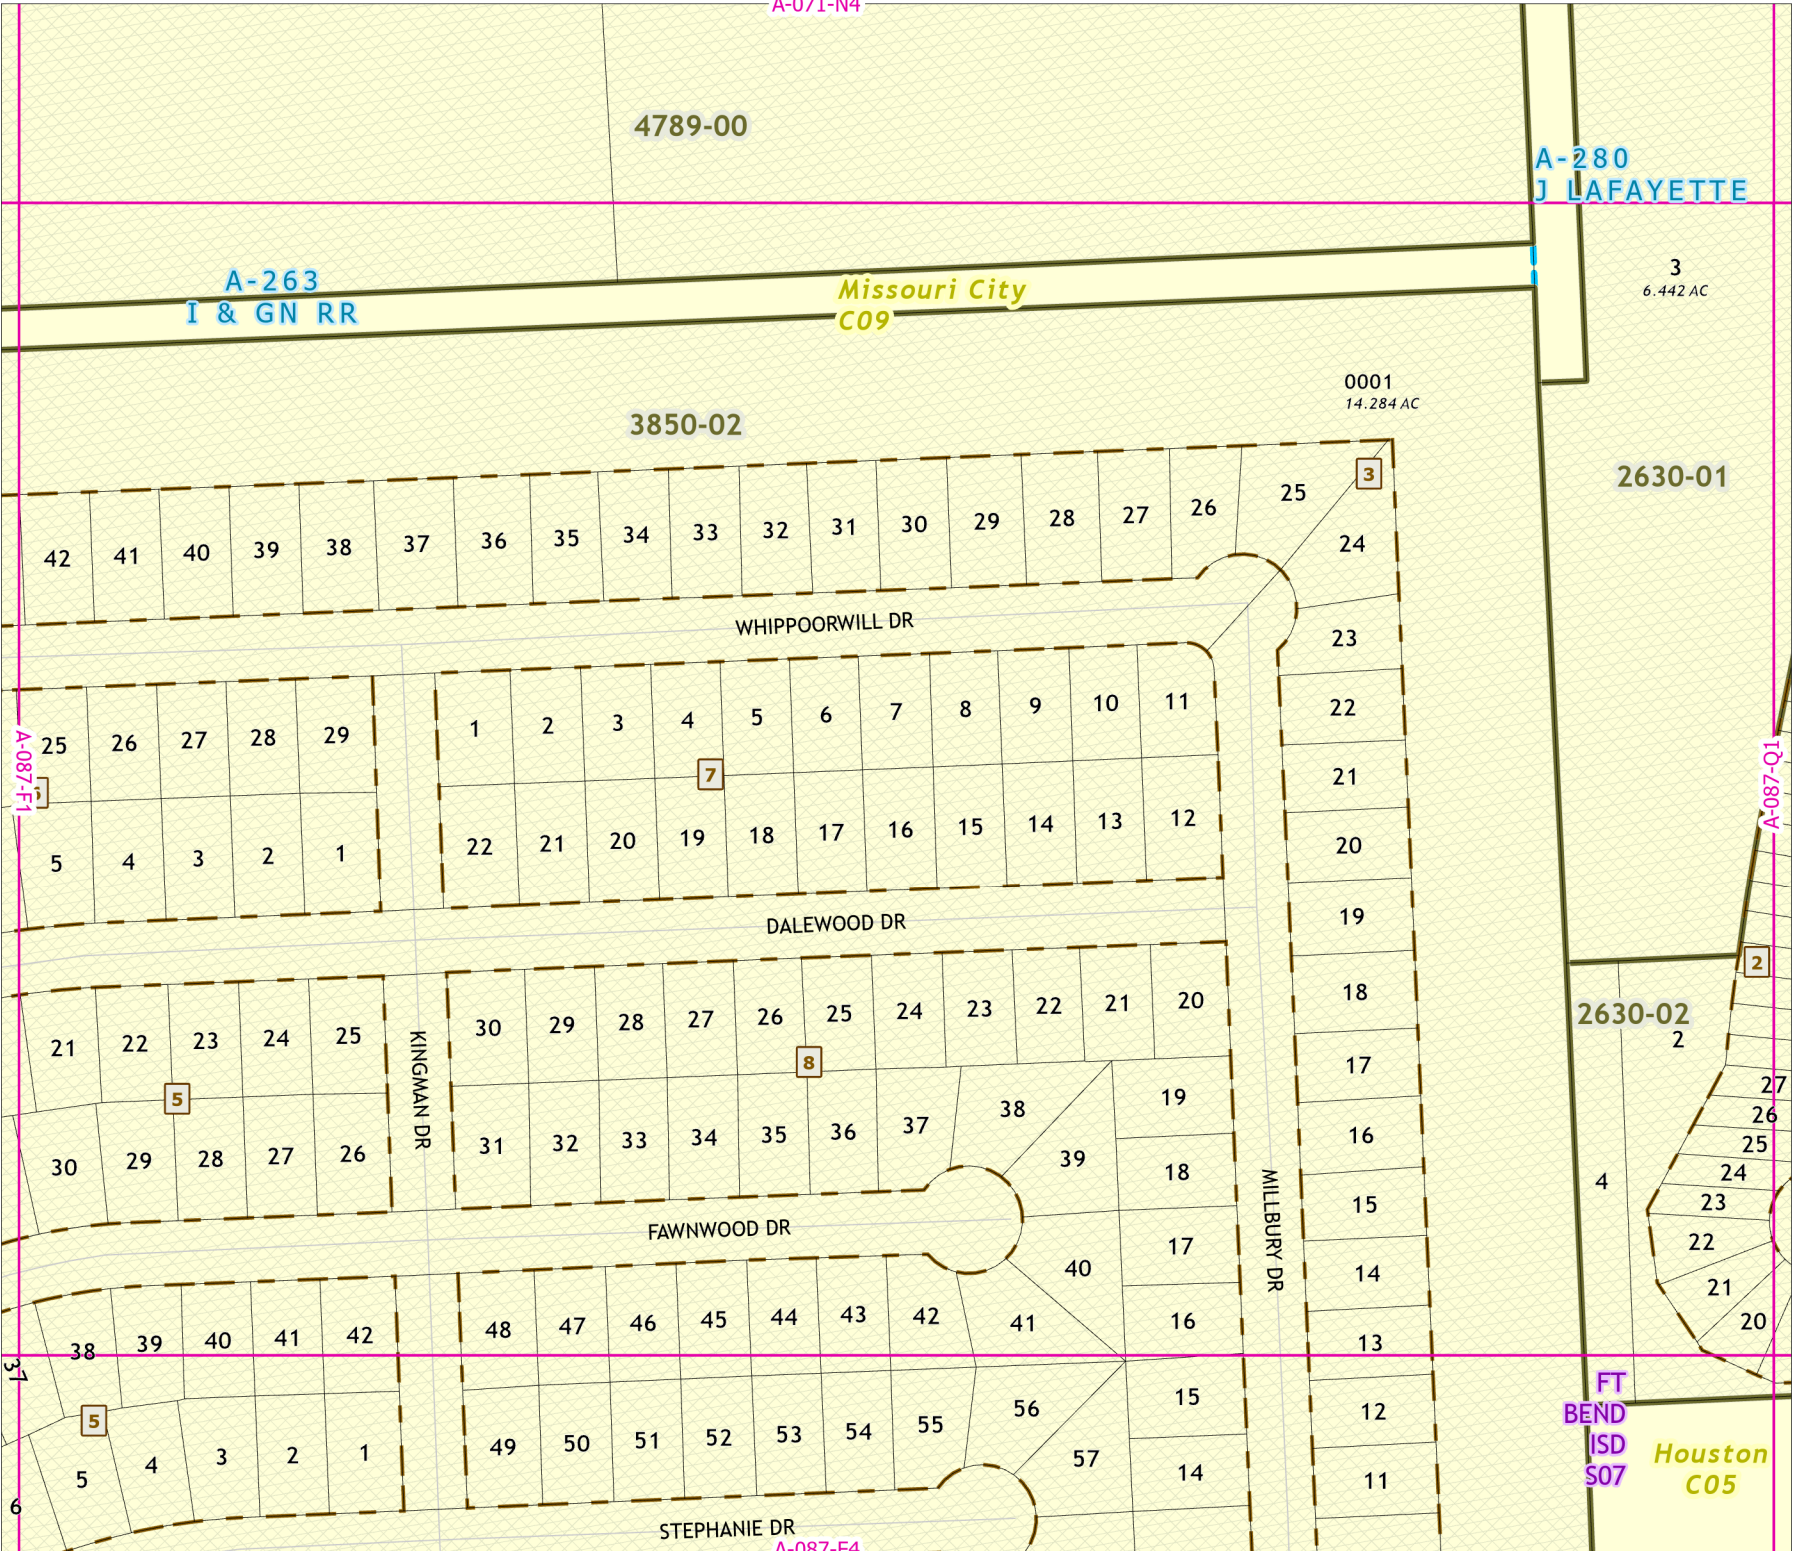 A-071-N4
4789-00
A-280
J LAFAYETTE
A-263
I & GN RR
Missouri City
C09
3
6.442 AC
0001
14.284 AC
3850-02
2630-01
3
42 41 40 39 38 37 36 35 34 33 32 31 30 29 28 27 26 25
24
WHIPPOORWILL DR
23
22
21
20
19
18
17
16
15
14
13
12
11
25 26 27 28 29
1 2 3 4 5 6 7 8 9 10 11
A-087-F1
A-087-Q1
7
5 4 3 2 1
22 21 20 19 18 17 16 15 14 13 12
DALEWOOD DR
2
2630-02
2
4
27
26
25
24
23
22
21
20
21 22 23 24 25
30 29 28 27 26 25 24 23 22 21 20
KINGMAN DR
5
8
30 29 28 27 26
31 32 33 34 35 36 37 38
39
19
18
17
16
15
14
MILLBURY DR
FAWNWOOD DR
40
41
37
38 39 40 41 42
48 47 46 45 44 43 42
5
6
5 4 3 2 1
49 50 51 52 53 54 55 56
57
STEPHANIE DR
A-087-F4
FT
BEND
ISD
S07
Houston
C05